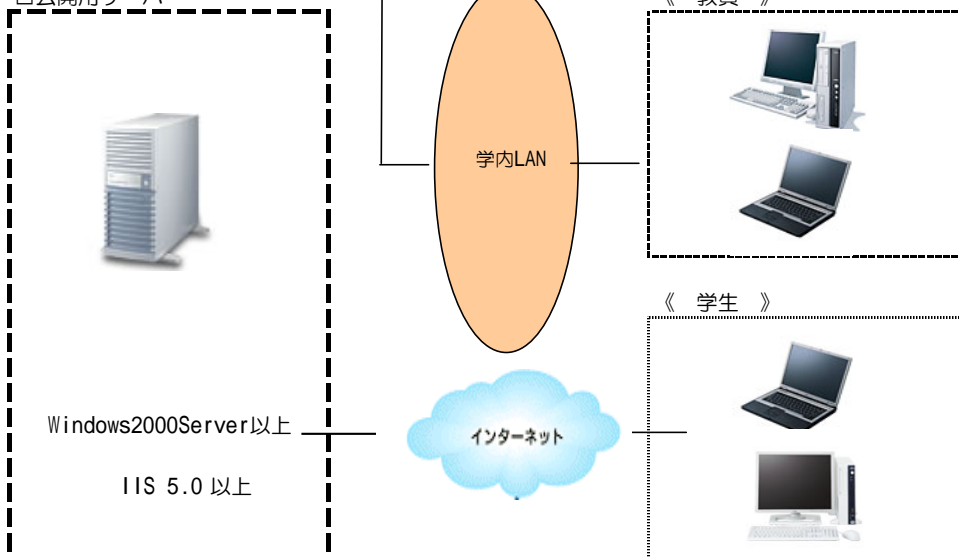 《 教員 》
学内LAN
《 学生 》
Windows2000Server以上
インターネット
IIS 5.0 以上